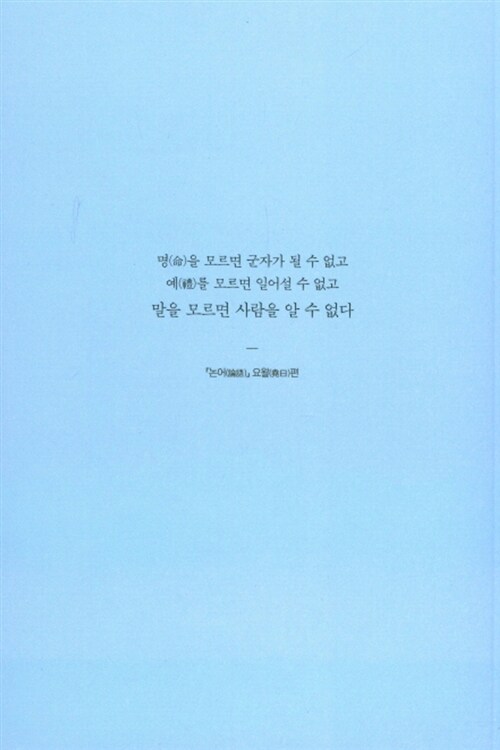 명(命)을 모르면 군자가 될 수 없고
예(禮)를 모르면 일어설 수 없고
말을 모르면 사람을 알 수 없다
—
『논어(論語)』 요왈(堯曰)편